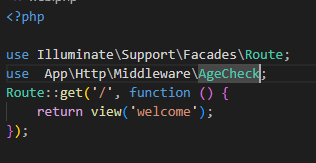 <?php
use Illuminate\Support\Facades\Route;
use  App\Http\Middleware\AgeCheck;
Route::get('/', function () {
    return view('welcome');
});